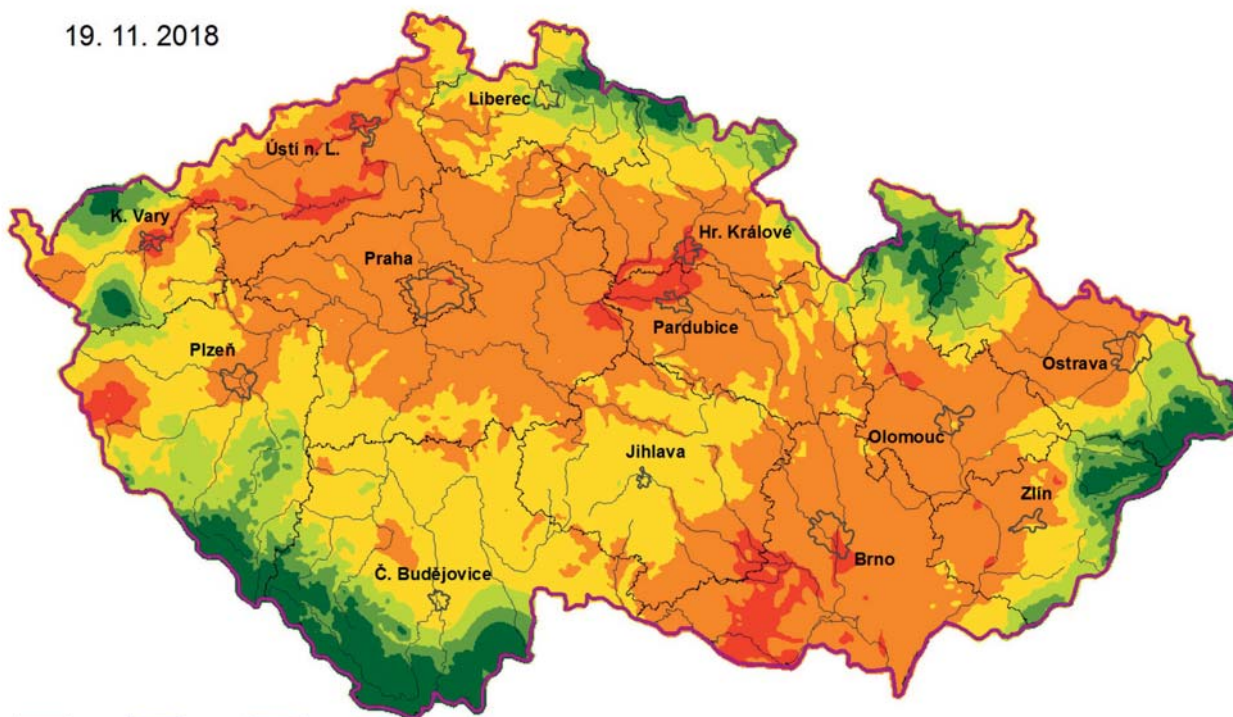 19. 11. 2018
Liberec
Ústí n. L.
K. Vary
Hr. Králové
Praha
Pardubice
Plzeň
Ostrava
Olomouc
Jihlava
Zlín
Brno
Č. Budějovice